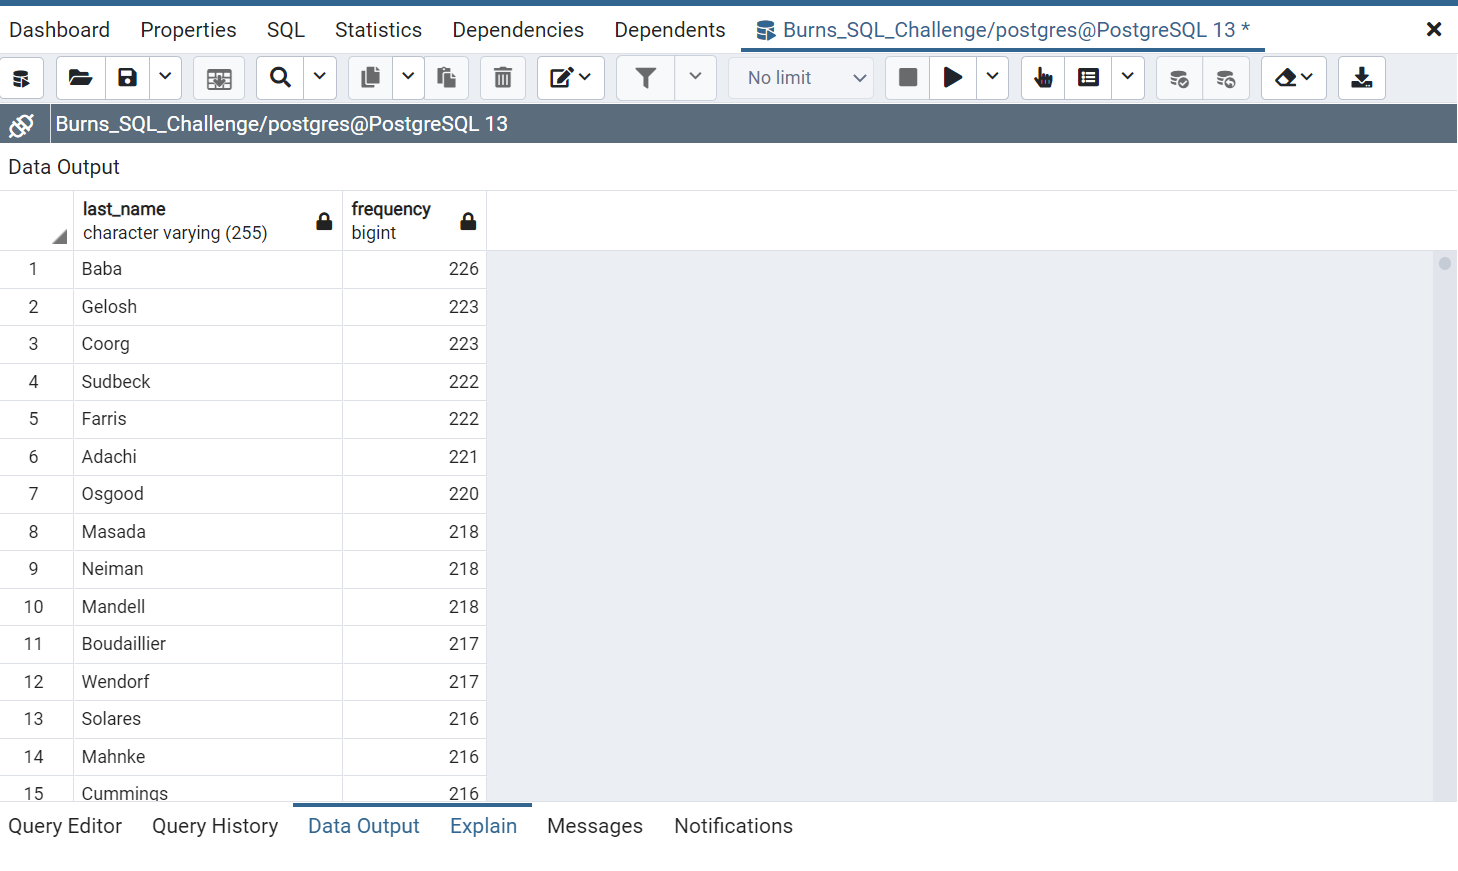 Dashboard Properties SQL Statistics Dependencies Dependents Burns_SQL_Challenge/postgres@PostgreSQL 13 *
No limit
Burns_SQL_Challenge/postgres@PostgreSQL 13
Data Output
last_name frequency
character varying (255) bigint
1 Baba 226
2 Gelosh 223
3 Coorg 223
4 Sudbeck 222
5 Farris 222
6 Adachi 221
7 Osgood 220
8 Masada 218
9 Neiman 218
10 Mandell 218
11 Boudaillier 217
12 Wendorf 217
13 Solares 216
14 Mahnke 216
15 Cummings 216
Query Editor Query History Data Output Explain Messages Notifications